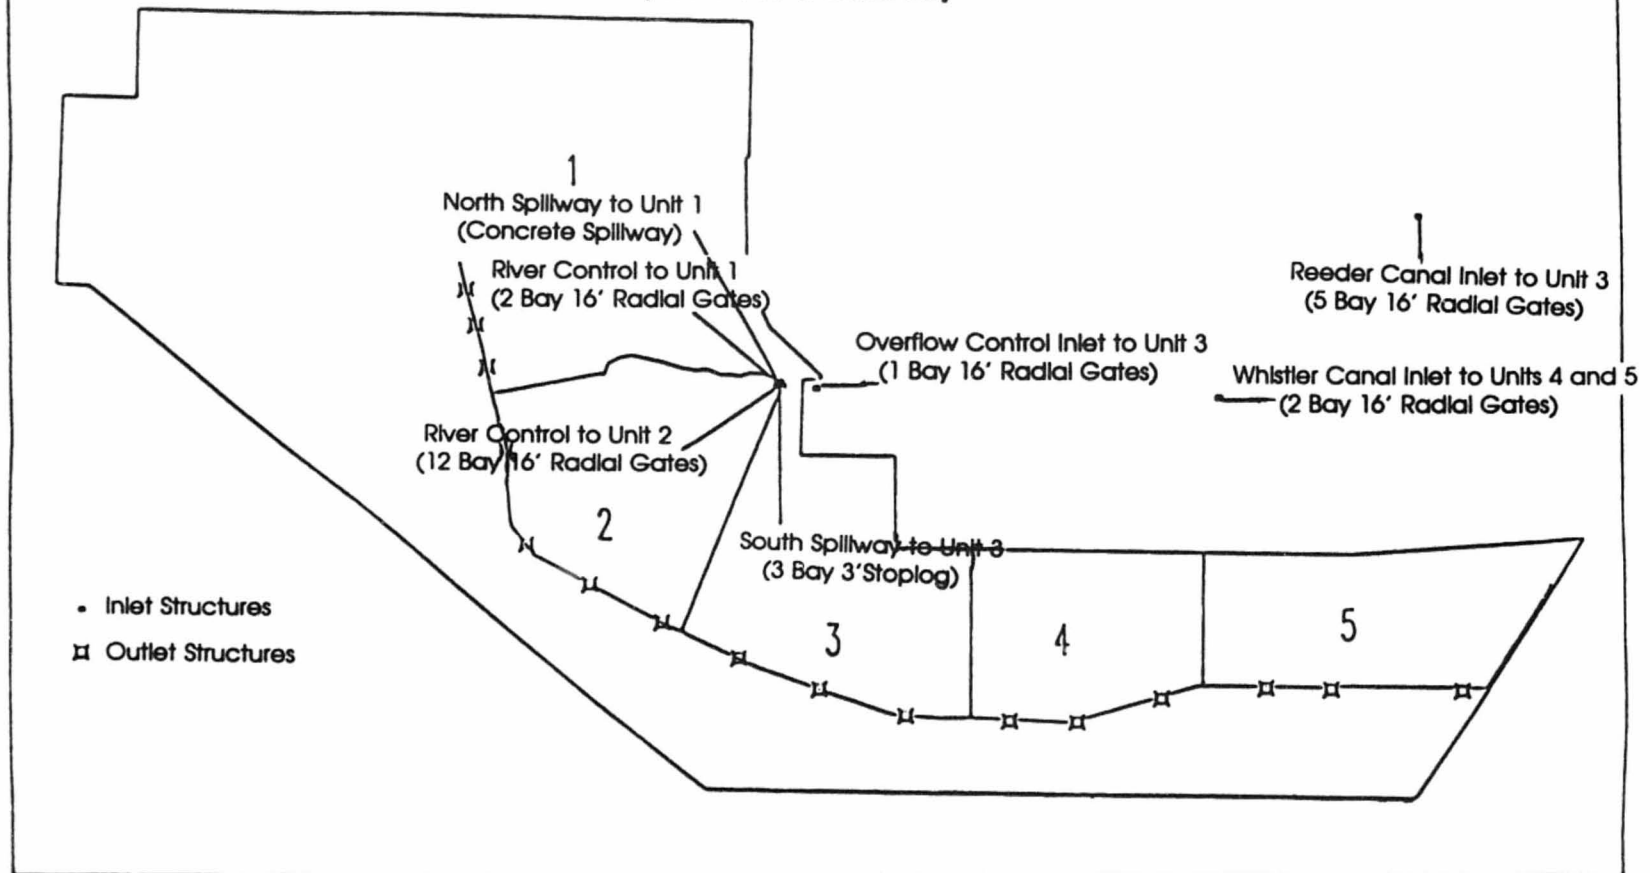 1
North Spillway to Unit 1
(Concrete Spillway)
River Control to Unit 1
(2 Bay 16' Radial Gates)
Reeder Canal Inlet to Unit 3
(5 Bay 16' Radial Gates)
Overflow Control Inlet to Unit 3
(1 Bay 16' Radial Gates)
Whistler Canal Inlet to Units 4 and 5
(2 Bay 16' Radial Gates)
River Control to Unit 2
(12 Bay 16' Radial Gates)
2
South Spillway to Unit 3
(3 Bay 3'Stoplog)
Inlet Structures
Outlet Structures
3
4
5